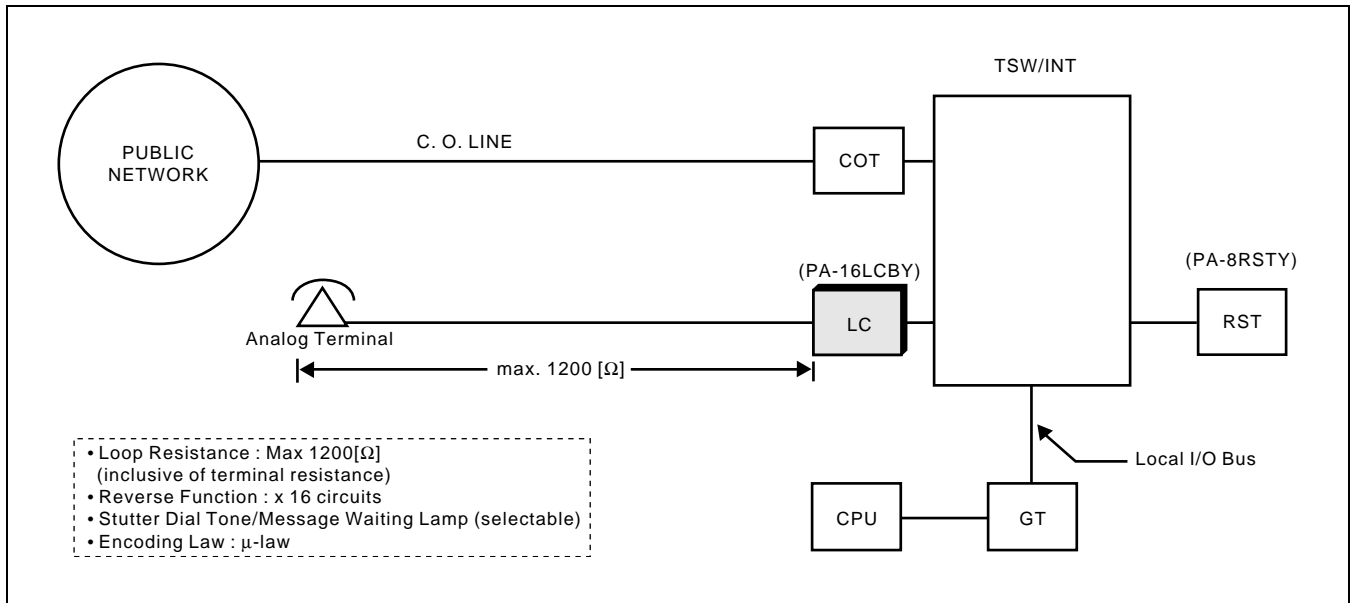 TSW/INT
PUBLIC
NETWORK
C. O. LINE
COT
(PA-16LCBY)
(PA-8RSTY)
LC
RST
Analog Terminal
max. 1200 [Ω]
• Loop Resistance : Max 1200[Ω]
(inclusive of terminal resistance)
• Reverse Function : x 16 circuits
• Stutter Dial Tone/Message Waiting Lamp (selectable)
• Encoding Law : μ-law
Local I/O Bus
CPU
GT